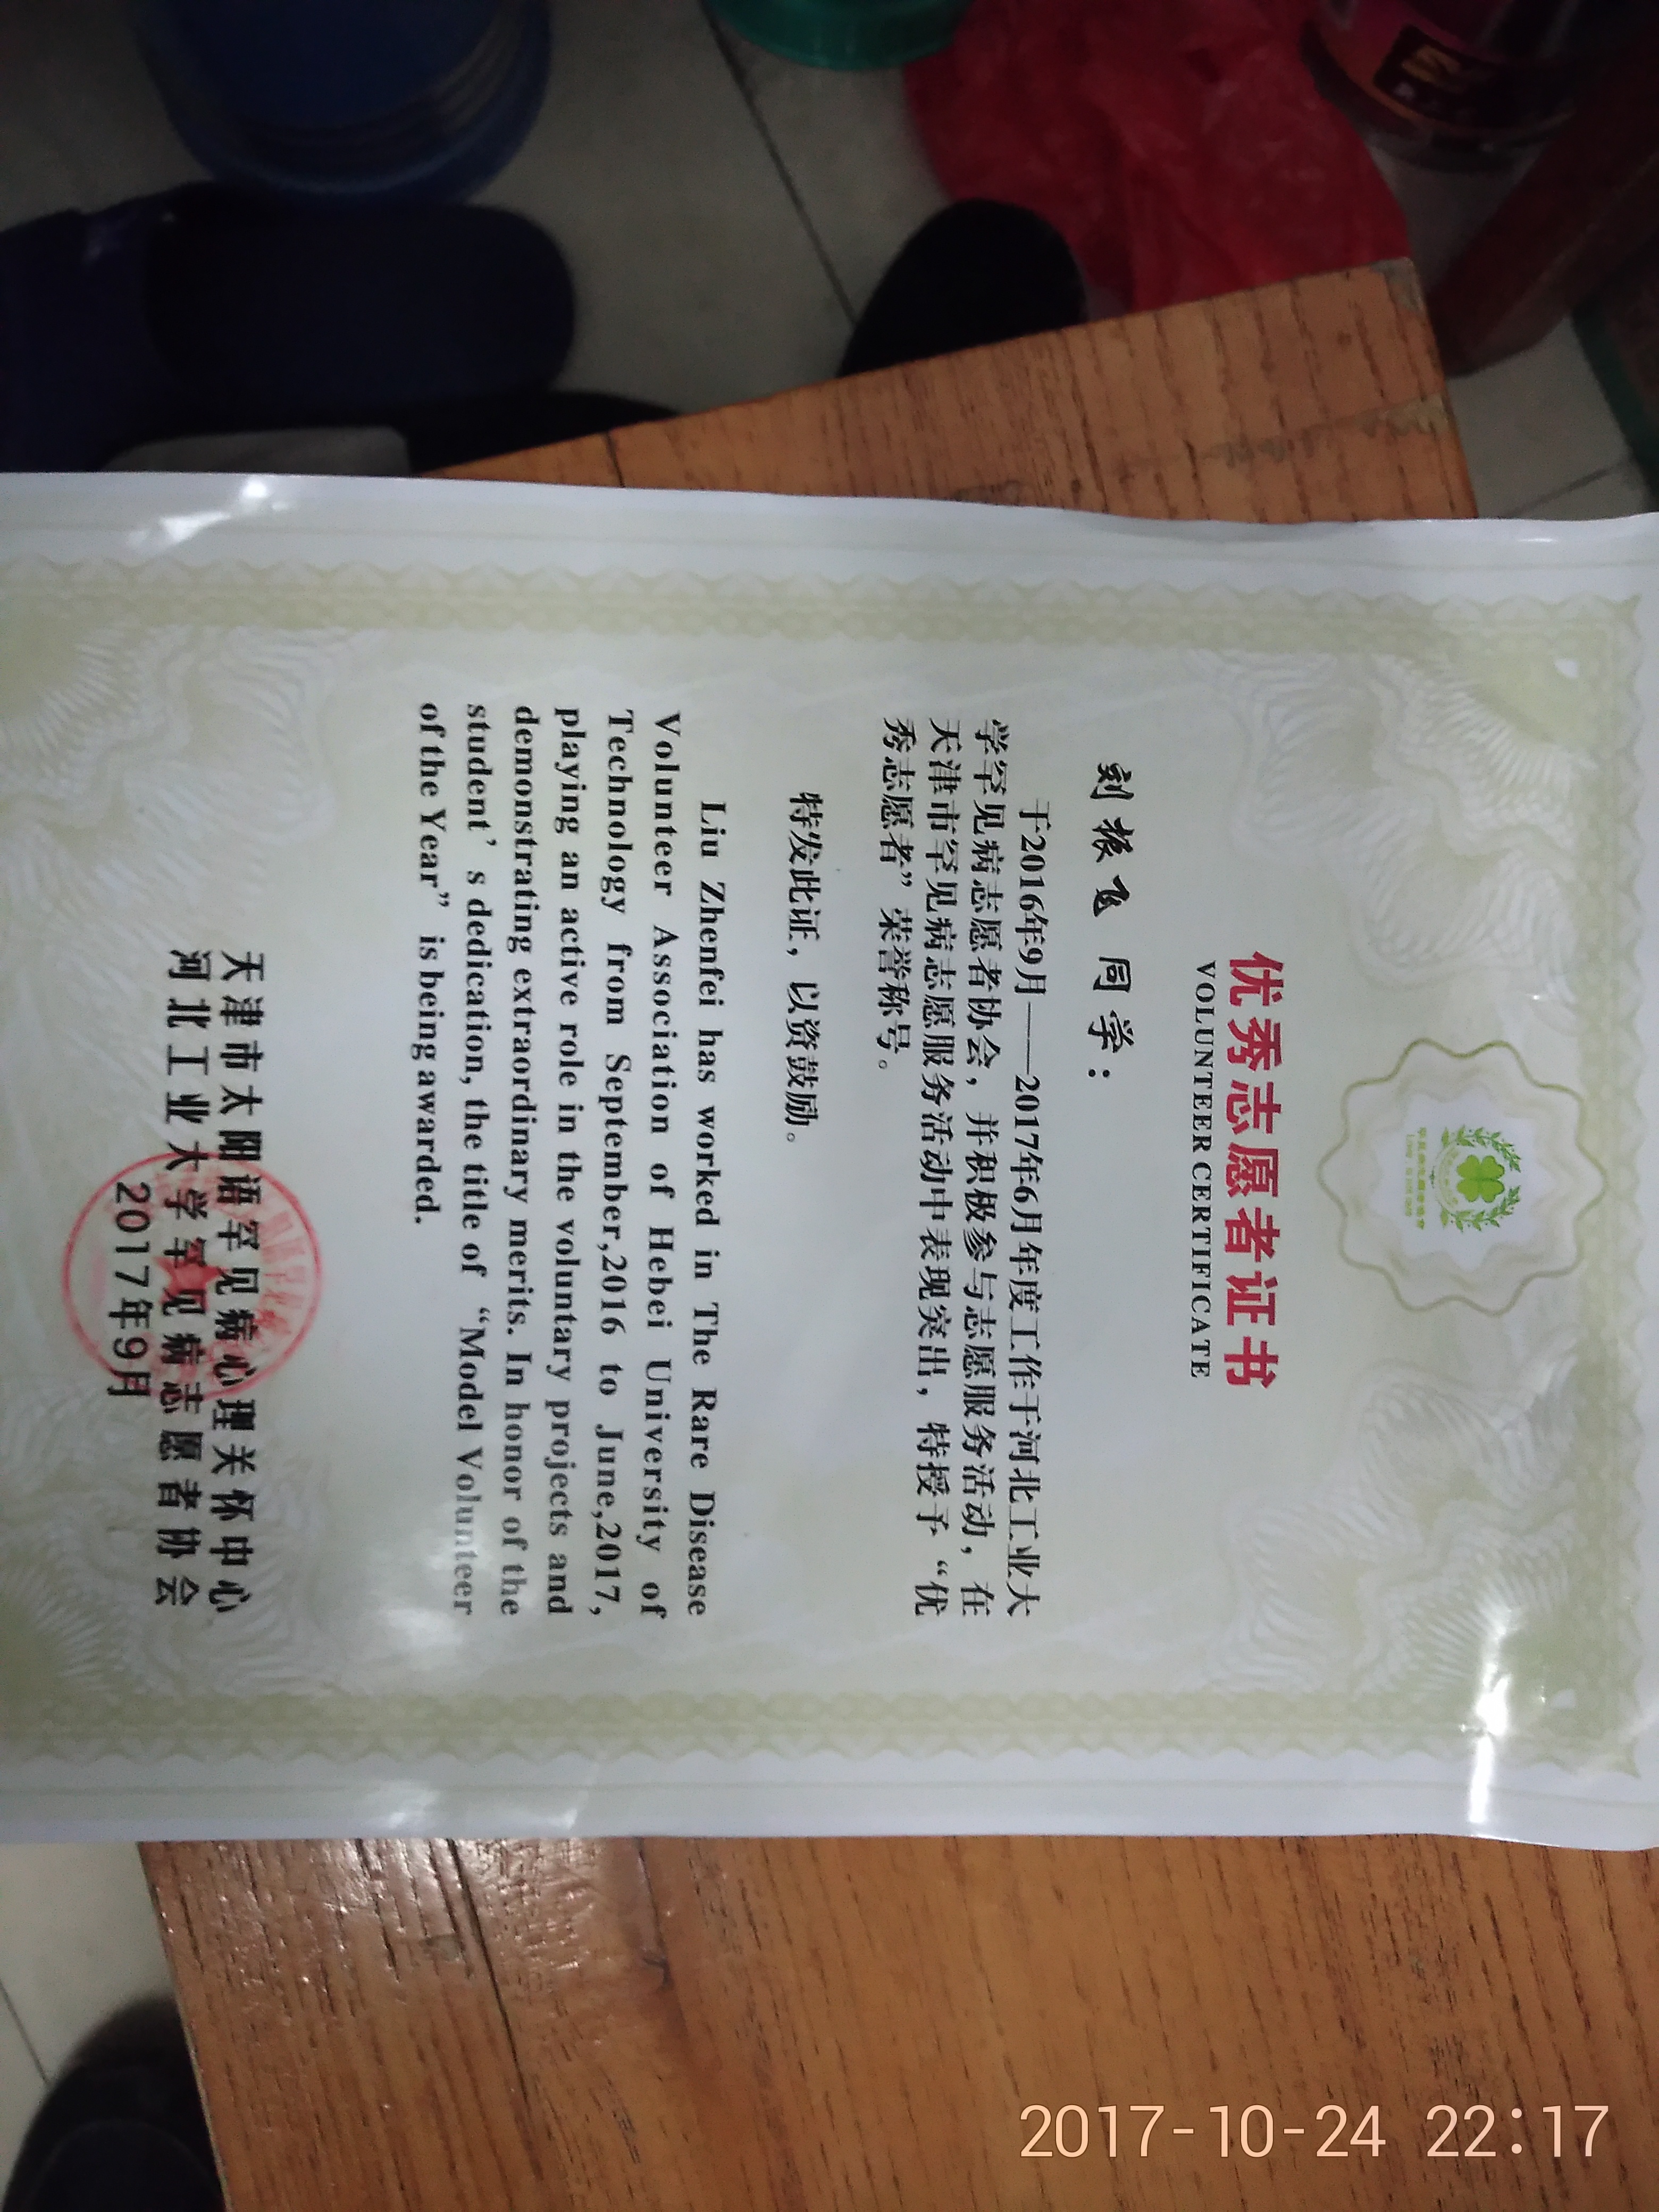 优秀志愿者证书
VOLUNTEER CERTIFICATE
刘振飞 同学：
于2016年9月——2017年6月年度工作于河北工业大
学罕见病志愿者协会，并积极参与志愿服务活动，在
天津市罕见病志愿服务活动中表现突出，特授予“优
秀志愿者”荣誉称号。
特发此证，以资鼓励。
Liu Zhenfei has worked in The Rare Disease
Volunteer Association of Hebei University of
Technology from September,2016 to June,2017,
playing an active role in the voluntary projects and
demonstrating extraordinary merits. In honor of the
student’s dedication, the title of “Model Volunteer
of the Year” is being awarded.
天津市太阳语罕见病心理关怀中心
河北工业大学罕见病志愿者协会
2017年9月
2017-10-24 22:17